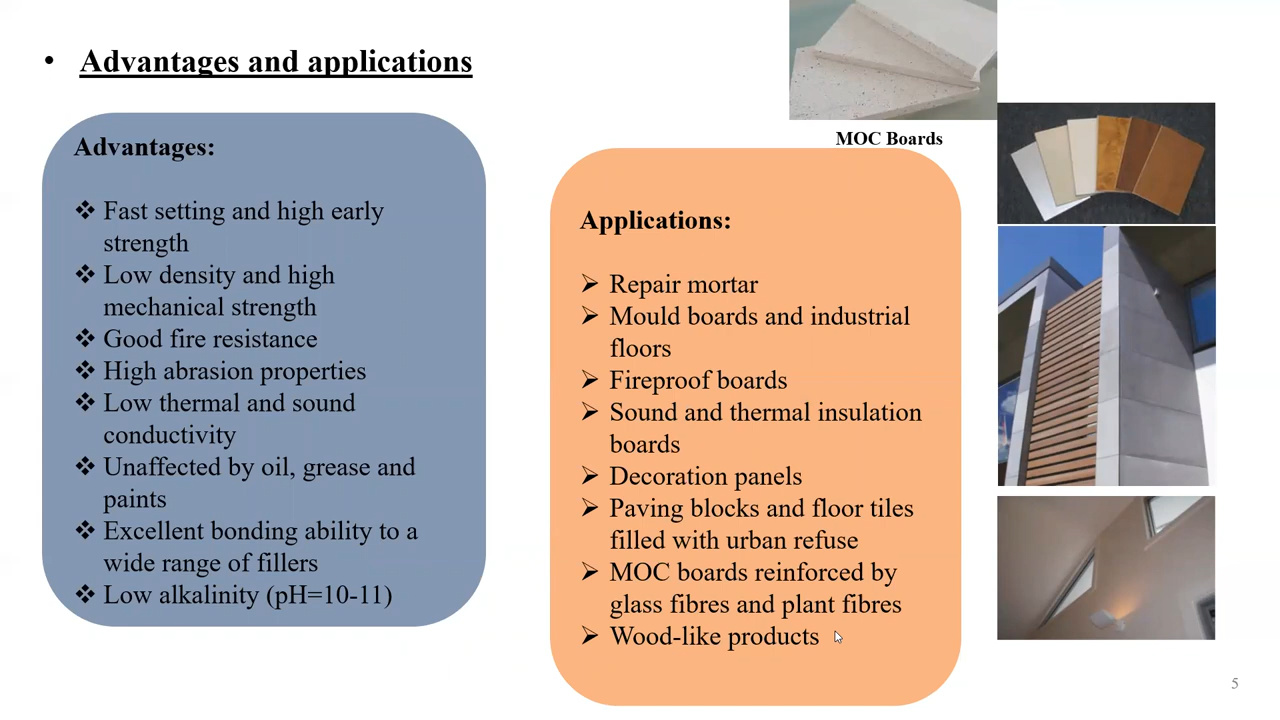 • Advantages and applications
Advantages:
❖ Fast setting and high early
strength
❖ Low density and high
mechanical strength
❖ Good fire resistance
❖ High abrasion properties
❖ Low thermal and sound
conductivity
❖ Unaffected by oil, grease and
paints
❖ Excellent bonding ability to a
wide range of fillers
❖ Low alkalinity (pH=10-11)
MOC Boards
Applications:
➢ Repair mortar
➢ Mould boards and industrial
floors
➢ Fireproof boards
➢ Sound and thermal insulation
boards
➢ Decoration panels
➢ Paving blocks and floor tiles
filled with urban refuse
➢ MOC boards reinforced by
glass fibres and plant fibres
➢ Wood-like products
5